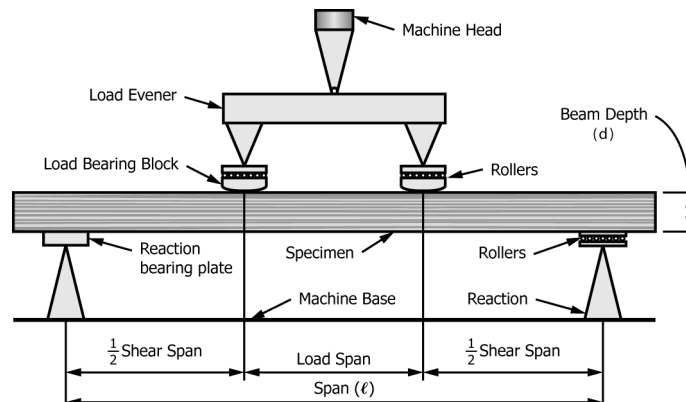 Machine Head
Load Evener
Beam Depth
(d)
Load Bearing Block
Rollers
Reaction
bearing plate
Specimen
Rollers
Machine Base
Reaction
1/2 Shear Span
Load Span
1/2 Shear Span
Span (ℓ)